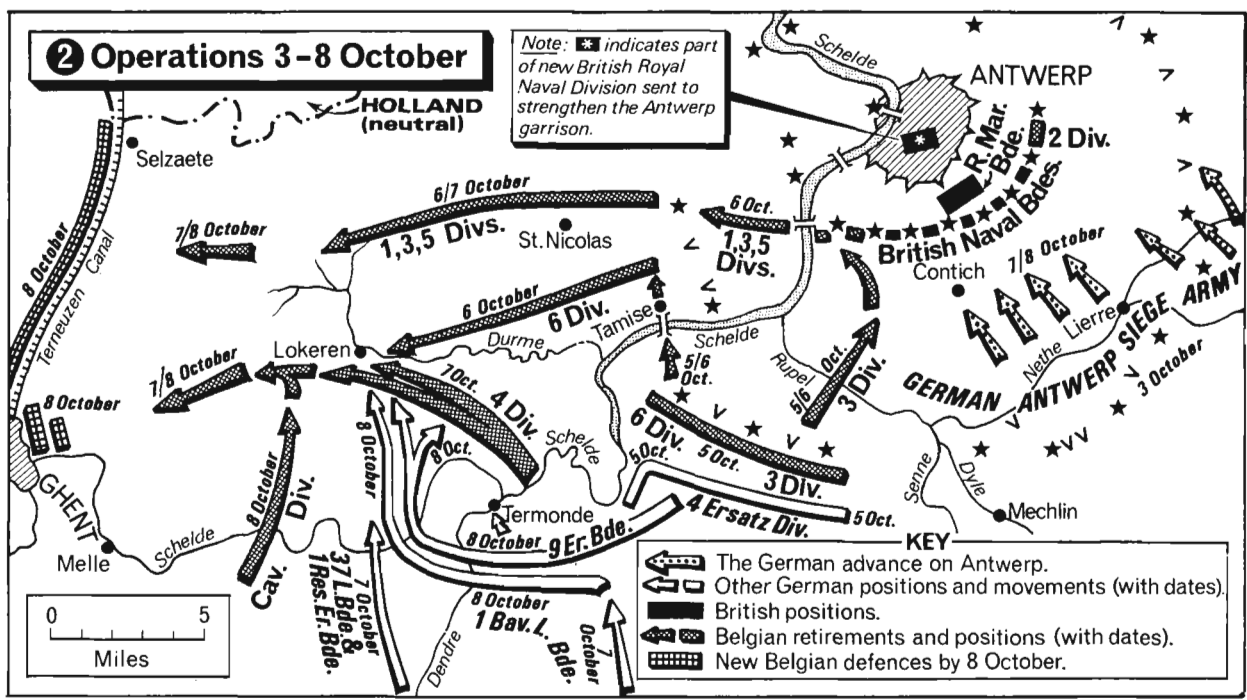 2 Operations 3-8 October
Note: * indicates part
of new British Royal
Naval Division sent to
strengthen the Antwerp
garrison.
HOLLAND
(neutral)
Selzaete
Schelde
ANTWERP
*
R. Mar.
Bde.
2 Div.
British Naval Bdes.
8 October
Terneuzen Canal
7/8 October
6/7 October
1,3,5 Divs.
St. Nicolas
6 Oct.
1,3,5
Divs.
Contich
7/8 October
Lierre
Nethe
GERMAN ANTWERP SIEGE ARMY
3 October
6 October
6 Div.
Tamise
Schelde
Durme
Lokeren
5/6
Oct.
Rupel
5/6 Oct.
3 Div.
7/8 October
8 October
7 Oct.
4 Div.
8 October
8 Oct.
Schelde
6 Div.
5 Oct.
3 Div.
5 Oct.
4 Ersatz Div.
5 Oct.
Senne
Dyle
Mechlin
GHENT
Melle
Schelde
8 October
Cav. Div.
Termonde
8 October
9 Er. Bde.
7 October
37 L. Bde. &
1 Res. Er. Bde.
8 October
1 Bav. L.
Bde.
7
October
Dendre
0 5
Miles
KEY
The German advance on Antwerp.
Other German positions and movements (with dates).
British positions.
Belgian retirements and positions (with dates).
New Belgian defences by 8 October.